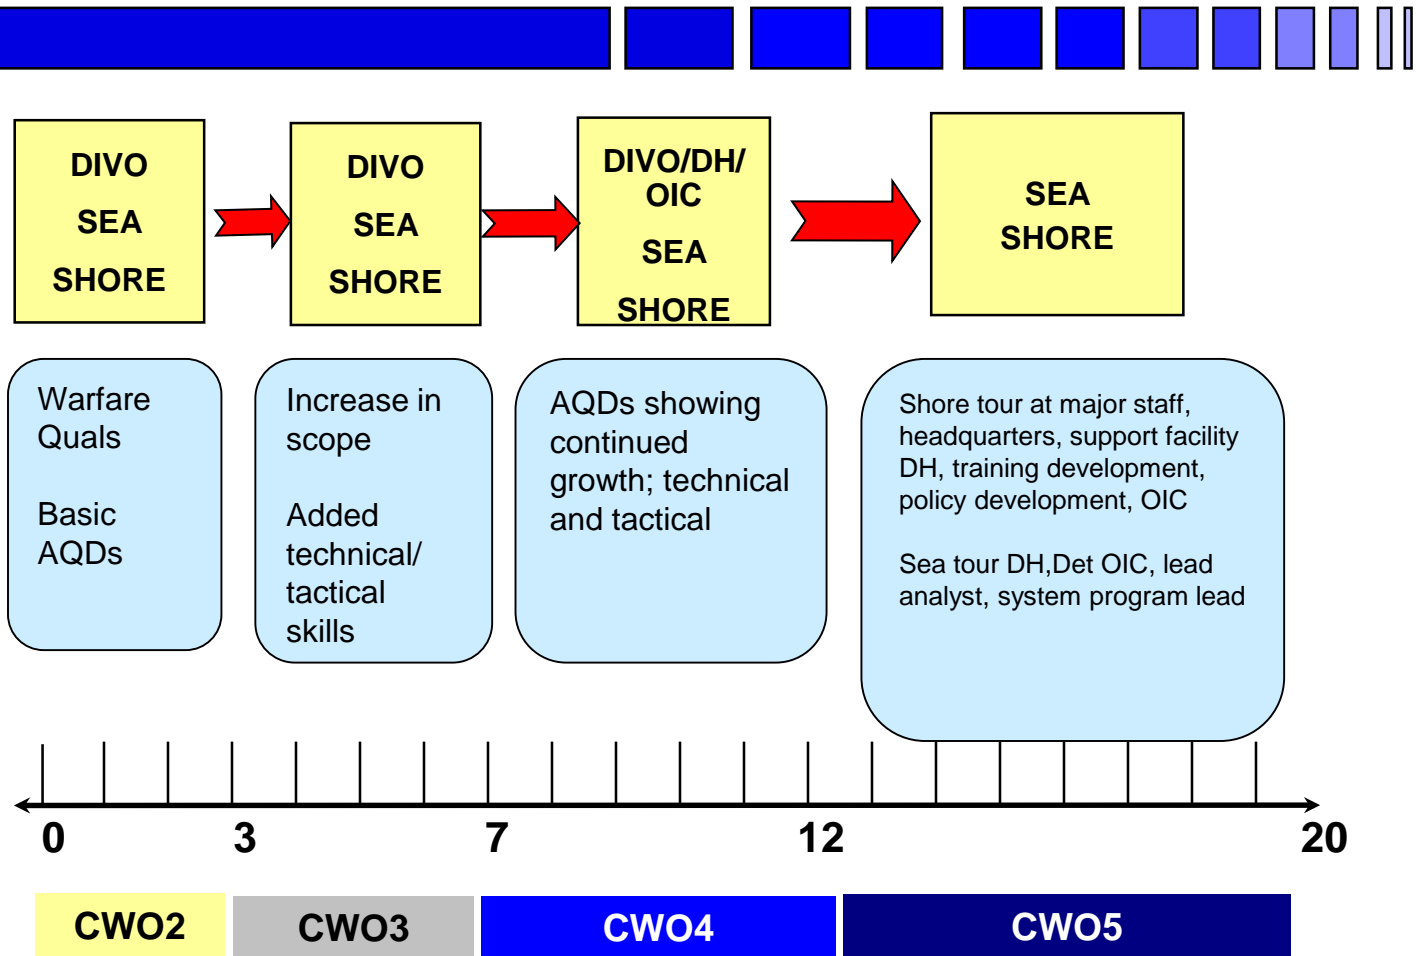 DIVO
SEA
SHORE
DIVO
SEA
SHORE
DIVO/DH/
OIC
SEA
SHORE
SEA
SHORE
Warfare
Quals
Basic
AQDs
Increase in
scope
Added
technical/
tactical
skills
AQDs showing
continued
growth; technical
and tactical
Shore tour at major staff,
headquarters, support facility
DH, training development,
policy development, OIC
Sea tour DH,Det OIC, lead
analyst, system program lead
0 3 7 12 20
CWO2 CWO3 CWO4 CWO5